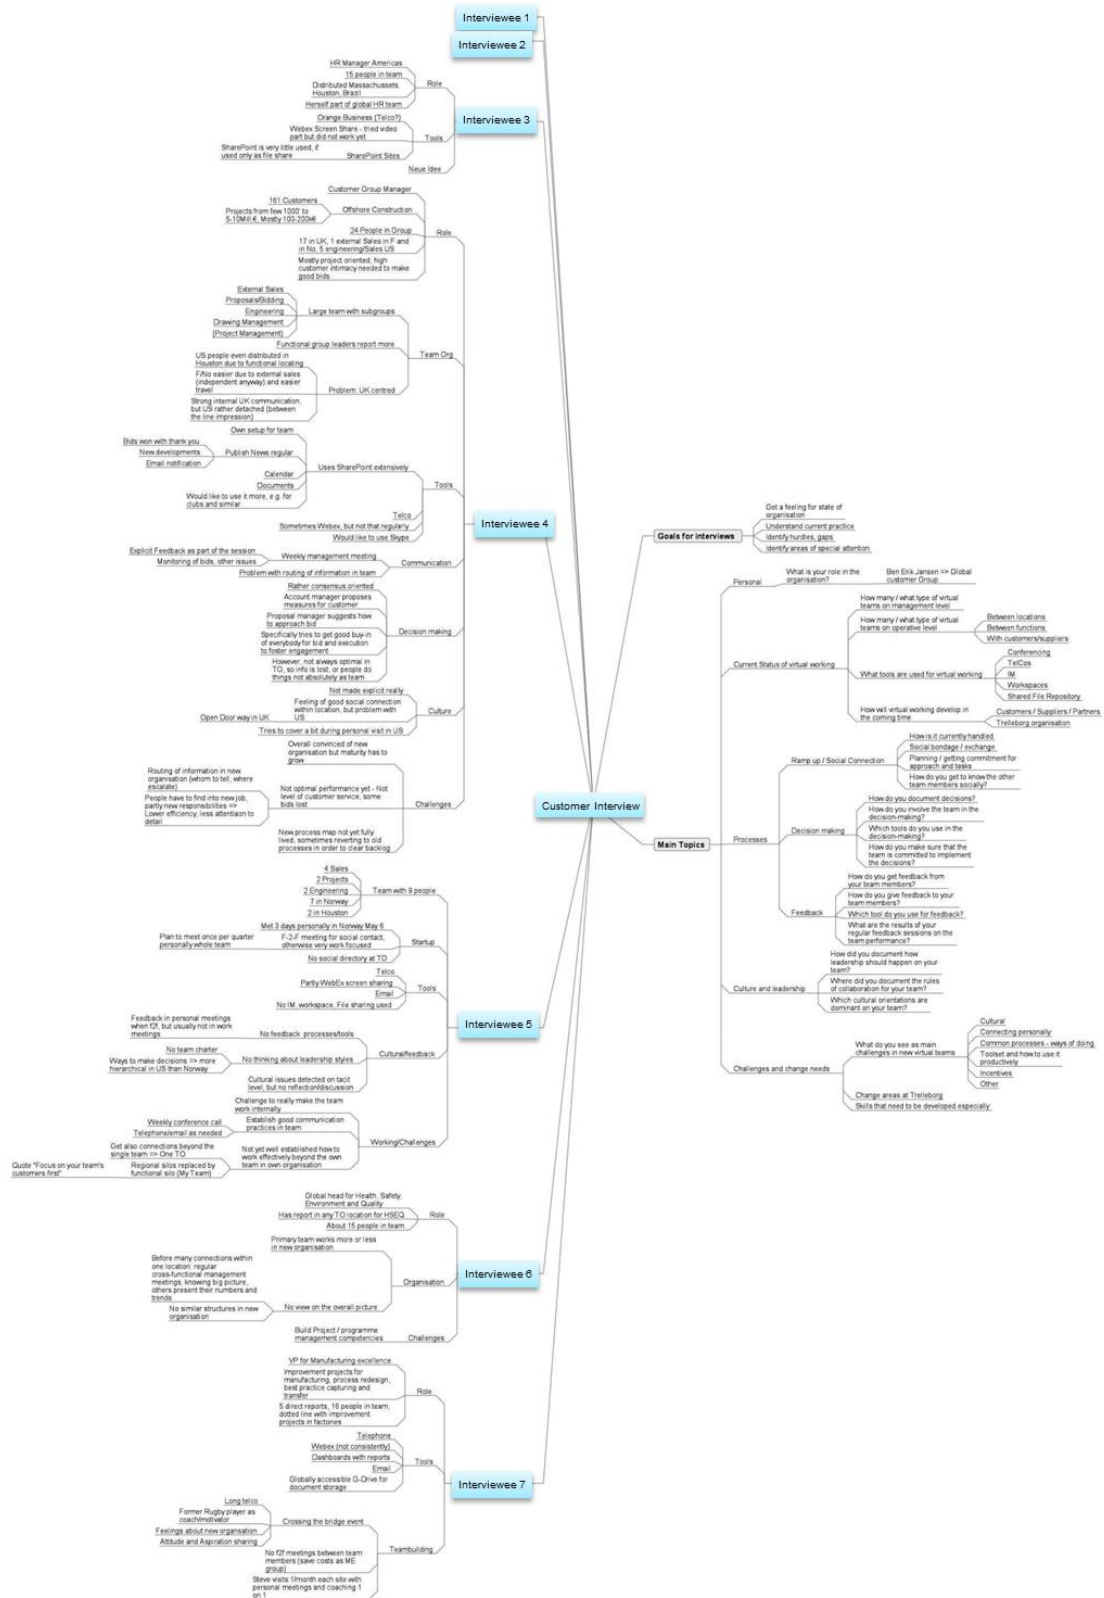 Interviewee 1
Interviewee 2
HR Manager Americas
15 people in team
Distributed Massachussets,
Houston, Brazil
Herself part of global HR team
Role
Orange Business (Telco?)
Webex Screen Share - tried video
part but did not work yet
SharePoint is very little used, if
used only as file share
SharePoint Sites
Tools
Neue Idee
Interviewee 3
Customer Group Manager
161 Customers
Projects from few 1000' to
5-10Mill €, Mostly 100-200k€
Offshore Construction
24 People in Group
17 in UK, 1 external Sales in F and
in No, 5 engineering/Sales US
Mostly project oriented, high
customer intimacy needed to make
good bids
Role
External Sales
Proposals/Bidding
Engineering
Drawing Management
(Project Management)
Large team with subgroups
Functional group leaders report more
US people even distributed in
Houston due to functional locating
F/No easier due to external sales
(independent anyway) and easier
travel
Strong internal UK communication,
but US rather detached (between
the line impression)
Problem: UK centred
Team Org
Own setup for team
Bids won with thank you
New developments
Email notification
Publish News regular
Calendar
Documents
Would like to use it more, e.g. for
clubs and similar
Uses SharePoint extensively
Telco
Sometimes Webex, but not that regularly
Would like to use Skype
Tools
Explicit Feedback as part of the session
Monitoring of bids, other issues
Weekly management meeting
Problem with routing of information in team
Communication
Rather consensus oriented
Account manager proposes
measures for customer
Proposal manager suggests how
to approach bid
Specifically tries to get good buy-in
of everybody for bid and execution
to foster engagement
However, not always optimal in
TO, so info is lost, or people do
things not absolutely as team
Decision making
Not made explicit really
Feeling of good social connection
within location, but problem with
US
Open Door way in UK
Tries to cover a bit during personal visit in US
Culture
Overall convinced of new
organisation but maturity has to
grow
Routing of information in new
organisation (whom to tell, where
escalate)
People have to find into new job,
partly new responsibilities =>
Lower efficiency, less attentiaon to
detail
Not optimal performance yet - Not
level of customer service, some
bids lost
New process map not yet fully
lived, sometimes reverting to old
processes in order to clear backlog
Challenges
Interviewee 4
4 Sales
2 Projects
2 Engineering
7 in Norway
2 in Houston
Team with 9 people
Met 3 days personally in Norway May 6
Plan to meet once per quarter
personally whole team
F-2-F meeting for social contact,
otherwise very work focused
No social directory at TO
Startup
Telco
Partly WebEx screen sharing
Email
No IM, workspace, File sharing used
Tools
Feedback in personal meetings
when f2f, but usually not in work
meetings
No feedback processes/tools
No team charter
Ways to make decisions => more
hierarchical in US than Norway
No thinking about leadership styles
Cultural issues detected on tacit
level, but no reflection/discussion
Cultural/feedback
Challenge to really make the team
work internally
Weekly conference call
Telephone/email as needed
Establish good communication
practices in team
Get also connections beyond the
single team => One TO
Quote "Focus on your team's
customers first"
Regional silos replaced by
functional silo (My Team)
Not yet well established how to
work effectively beyond the own
team in own organisation
Working/Challenges
Interviewee 5
Global head for Health, Safety,
Environment and Quality
Has report in any TO location for HSEQ
About 15 people in team
Role
Primary team works more or less
in new organisation
Before many connections within
one location: regular
cross-functional management
meetings, knowing big picture,
others present their numbers and
trends
No similar structures in new
organisation
No view on the overall picture
Organisation
Build Project / programme
management competencies
Challenges
Interviewee 6
VP for Manufacturing excellence
Improvement projects for
manufacturing, process redesign,
best practice capturing and
transfer
5 direct reports, 16 people in team,
dotted line with improvement
projects in factories
Role
Telephone
Webex (not consistently)
Dashboards with reports
Email
Globally accessible G-Drive for
document storage
Tools
Long telco
Former Rugby player as
coach/motivator
Feelings about new organsation
Attitude and Aspiration sharing
Crossing the bridge event
No f2f meetings between team
members (save costs as ME
group)
Steve visits 1/month each site with
personal meetings and coaching 1
on 1
Teambuilding
Interviewee 7
Customer Interview
Goals for interviews
Get a feeling for state of
organisation
Understand current practice
Identify hurdles, gaps
Identify areas of special attention
Main Topics
Personal
What is your role in the
organisation?
Ben Erik Jansen => Global
customer Group
Current Status of virtual working
How many / what type of virtual
teams on management level
How many / what type of virtual
teams on operative level
Between locations
Between functions
With customers/suppliers
What tools are used for virtual working
Conferencing
TelCos
IM
Workspaces
Shared File Repository
How will virtual working develop in
the coming time
Customers / Suppliers / Partners
Trelleborg organisation
Processes
Ramp up / Social Connection
How is it currently handled
Social bondage / exchange
Planning / getting commitment for
approach and tasks
How do you get to know the other
team members socially?
Decision making
How do you document decisions?
How do you involve the team in the
decision-making?
Which tools do you use in the
decision-making?
How do you make sure that the
team is committed to implement
the decisions?
Feedback
How do you get feedback from
your team members?
How do you give feedback to your
team members?
Which tool do you use for feedback?
What are the results of your
regular feedback sessions on the
team performance?
Culture and leadership
How did you document how
leadership should happen on your
team?
Where did you document the rules
of collaboration for your team?
Which cultural orientations are
dominant on your team?
Challenges and change needs
What do you see as main
challenges in new virtual teams
Cultural
Connecting personally
Common processes - ways of doing
Toolset and how to use it
productively
Incentives
Other
Change areas at Trelleborg
Skills that need to be developed especially